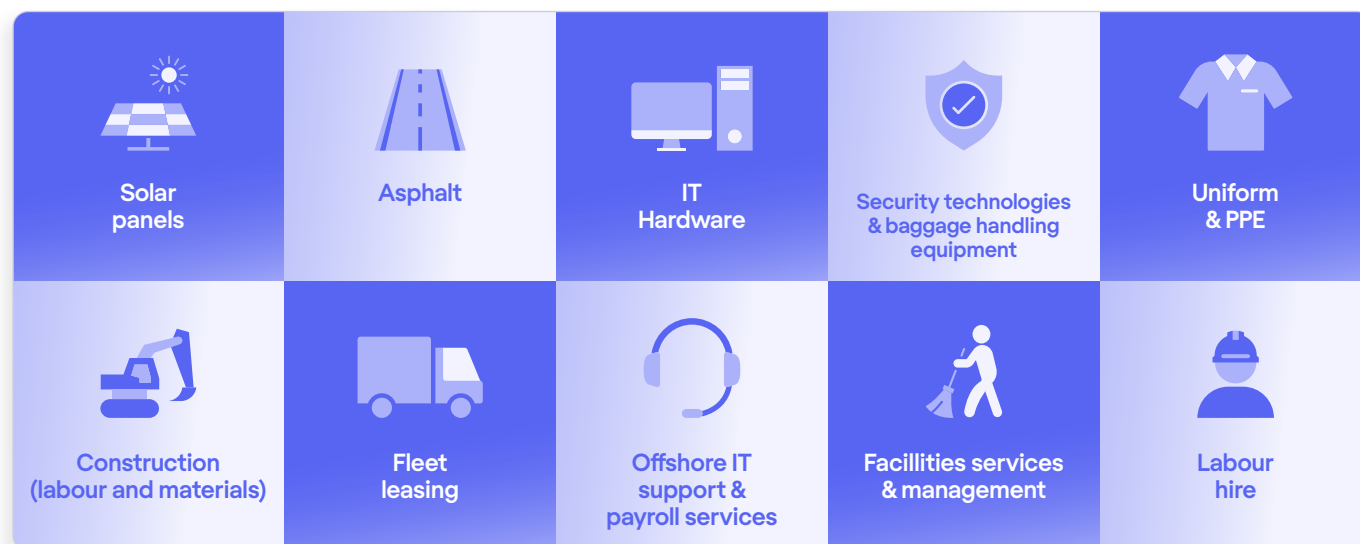 Solar
panels
Asphalt
IT
Hardware
Security technologies
& baggage handling
equipment
Uniform
& PPE
Construction
(labour and materials)
Fleet
leasing
Offshore IT
support &
payroll services
Facillities services
& management
Labour
hire